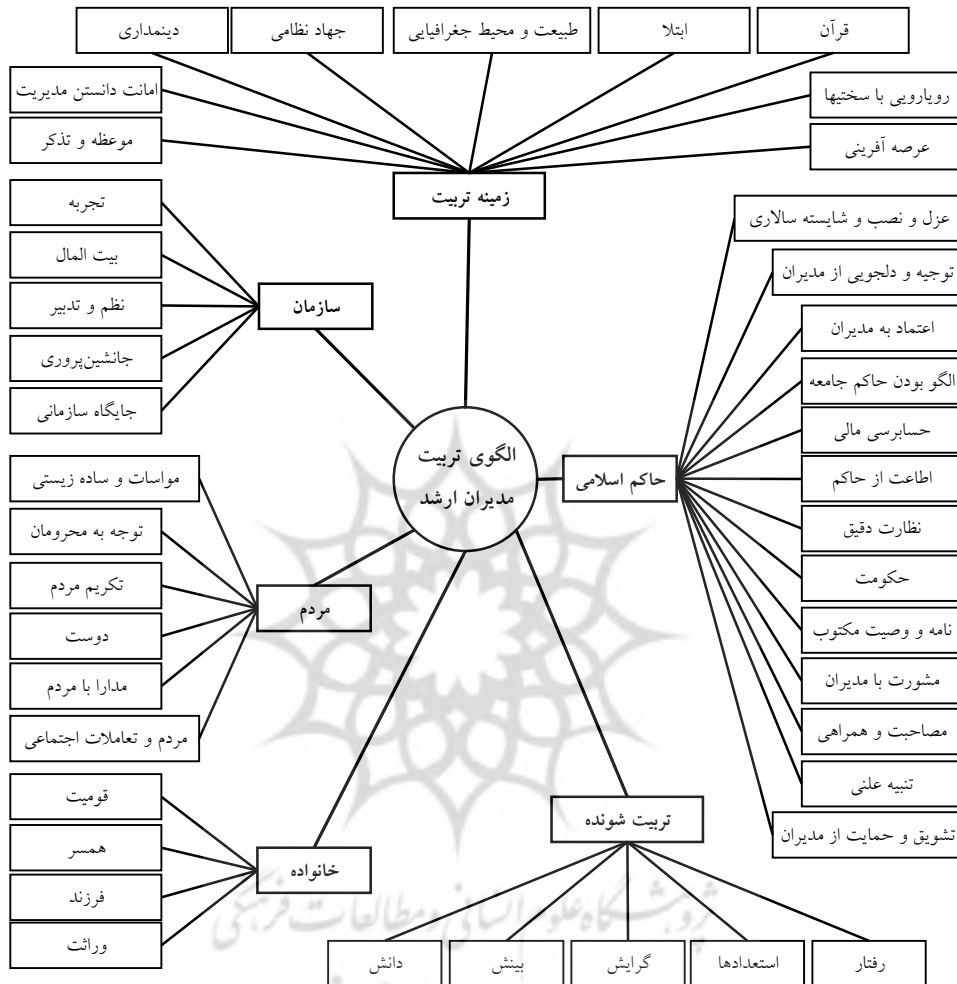 قرآن
ابتلا
طبیعت و محیط جغرافیایی
جهاد نظامی
دینمداری
رویارویی با سختیها
امانت دانستن مدیریت
عرصه آفرینی
موعظه و تذکر
زمینه تربیت
عزل و نصب و شایسته سالاری
توجیه و دلجویی از مدیران
اعتماد به مدیران
الگو بودن حاکم جامعه
حسابرسی مالی
اطاعت از حاکم
نظارت دقیق
حکومت
نامه و وصیت مکتوب
مشورت با مدیران
مصاحبت و همراهی
تنبیه علنی
تشویق و حمایت از مدیران
حاکم اسلامی
الگوی تربیت
مدیران ارشد
سازمان
تجربه
بیت المال
نظم و تدبیر
جانشین‌پروری
جایگاه سازمانی
مردم
مواسات و ساده زیستی
توجه به محرومان
تکریم مردم
دوست
مدارا با مردم
مردم و تعاملات اجتماعی
خانواده
قومیت
همسر
فرزند
وراثت
تربیت شونده
رفتار
استعدادها
گرایش
بینش
دانش
پژوهشگاه علوم انسانی و مطالعات فرهنگی